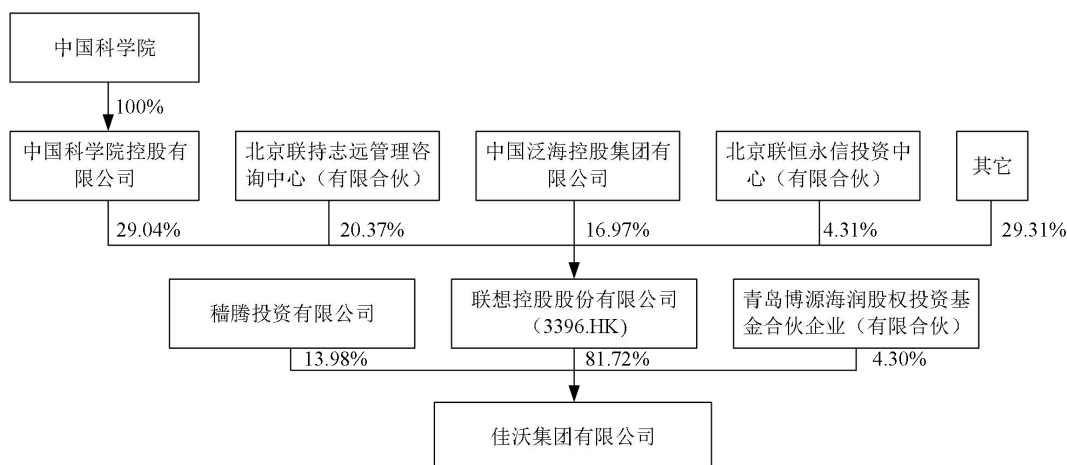 中国科学院
100%
中国科学院控股有
限公司
北京联持志远管理咨
询中心（有限合伙）
中国泛海控股集团有
限公司
北京联恒永信投资中
心（有限合伙）
其它
29.04%
20.37%
16.97%
4.31%
29.31%
穑腾投资有限公司
联想控股股份有限公司
（3396.HK)
青岛博源海润股权投资基
金合伙企业（有限合伙）
13.98%
81.72%
4.30%
佳沃集团有限公司